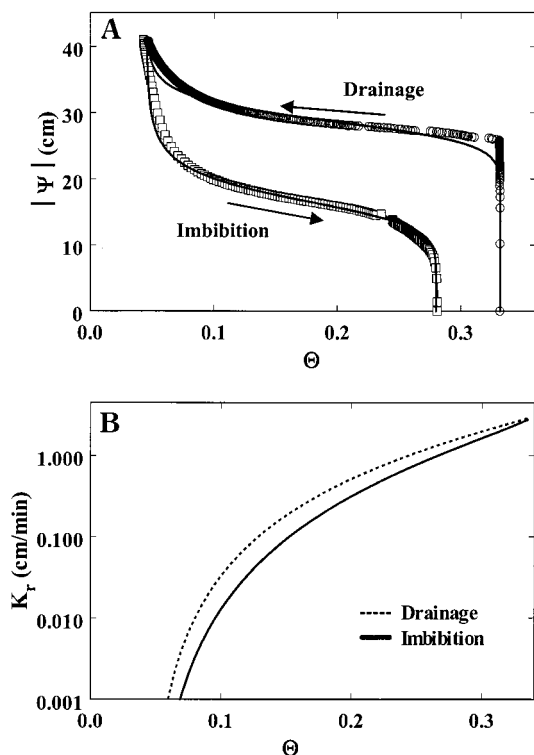 A
40
30
20
10
0
| Ψ | (cm)
Drainage
Imbibition
0.0 0.1 0.2 0.3
Θ
B
1.000
0.100
0.010
0.001
K_r (cm/min)
Drainage
Imbibition
0.0 0.1 0.2 0.3
Θ